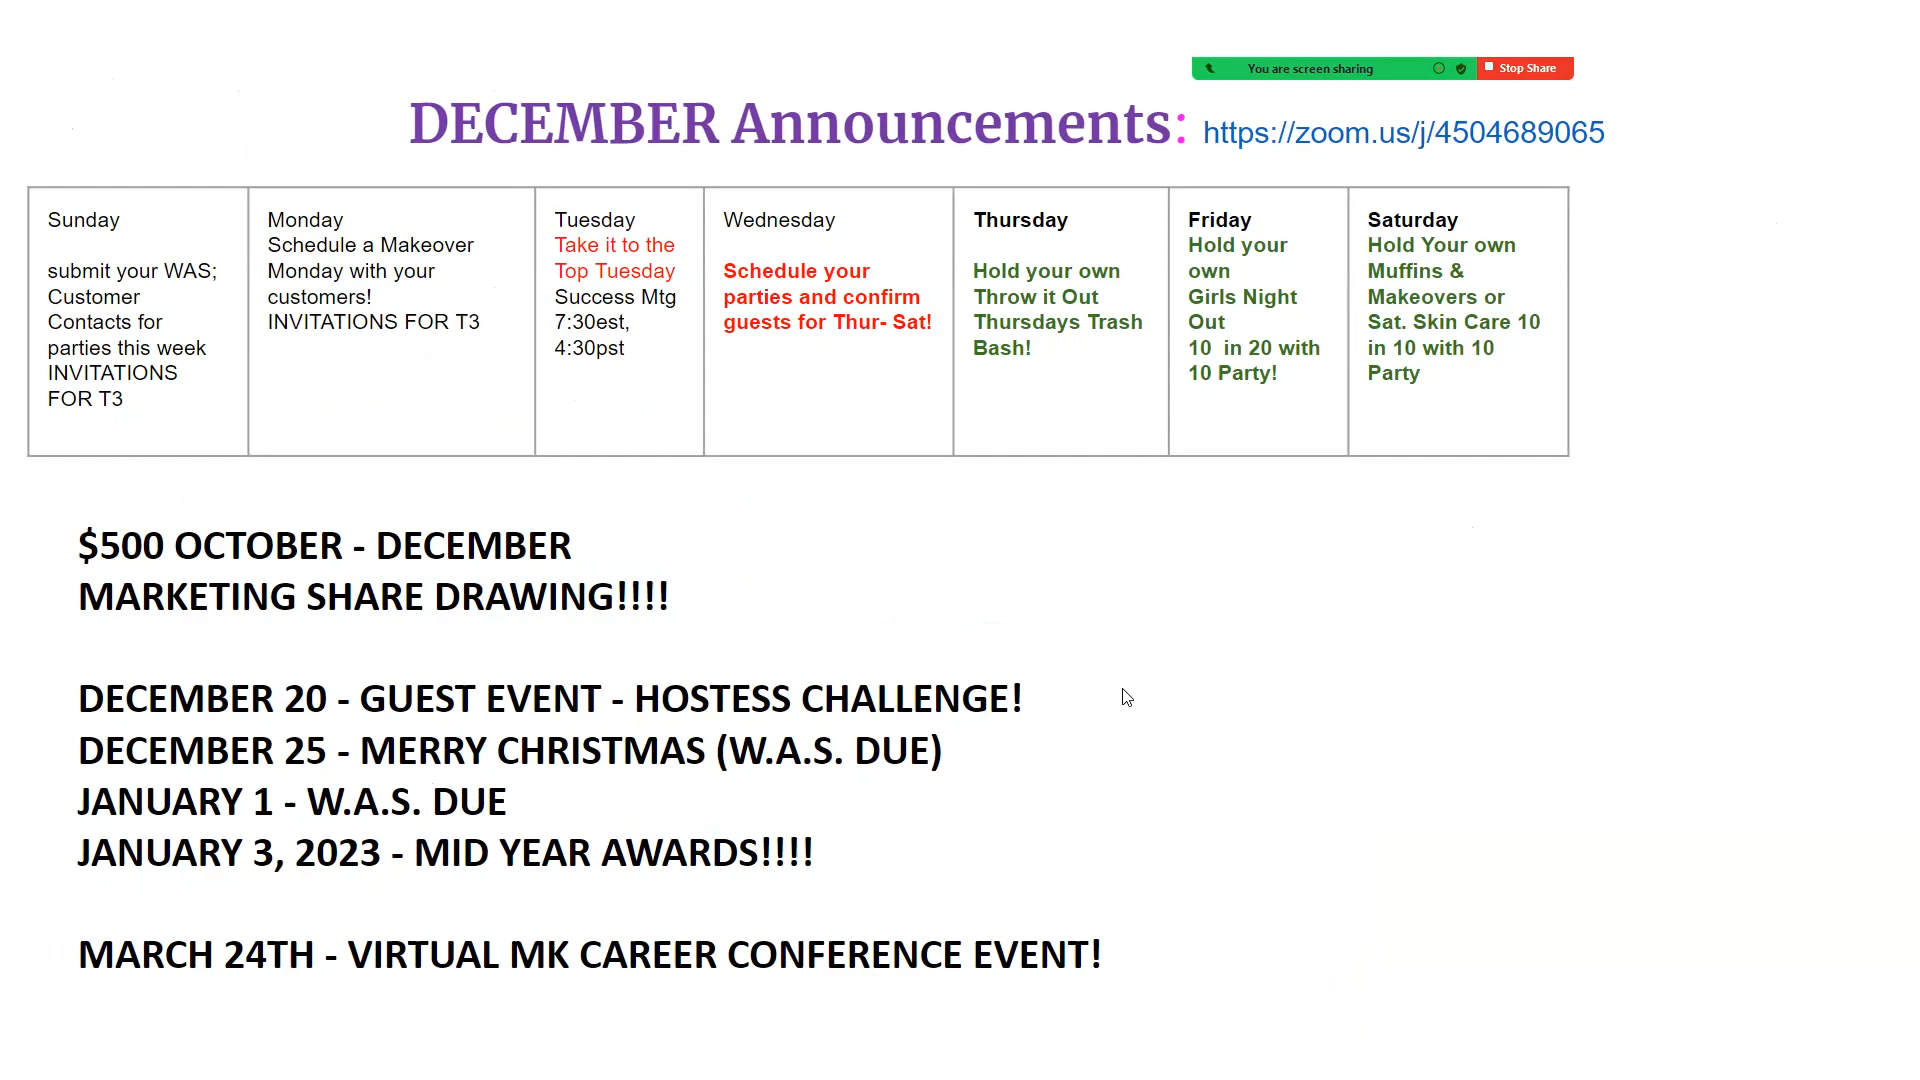 You are screen sharing
Stop Share
DECEMBER Announcements: https://zoom.us/j/4504689065
Sunday
submit your WAS;
Customer
Contacts for
parties this week
INVITATIONS
FOR T3
Monday
Schedule a Makeover
Monday with your
customers!
INVITATIONS FOR T3
Tuesday
Take it to the
Top Tuesday
Success Mtg
7:30est,
4:30pst
Wednesday
Schedule your
parties and confirm
guests for Thur- Sat!
Thursday
Hold your own
Throw it Out
Thursdays Trash
Bash!
Friday
Hold your
own
Girls Night
Out
10 in 20 with
10 Party!
Saturday
Hold Your own
Muffins &
Makeovers or
Sat. Skin Care 10
in 10 with 10
Party
$500 OCTOBER - DECEMBER
MARKETING SHARE DRAWING!!!!
DECEMBER 20 - GUEST EVENT - HOSTESS CHALLENGE!
DECEMBER 25 - MERRY CHRISTMAS (W.A.S. DUE)
JANUARY 1 - W.A.S. DUE
JANUARY 3, 2023 - MID YEAR AWARDS!!!!
MARCH 24TH - VIRTUAL MK CAREER CONFERENCE EVENT!